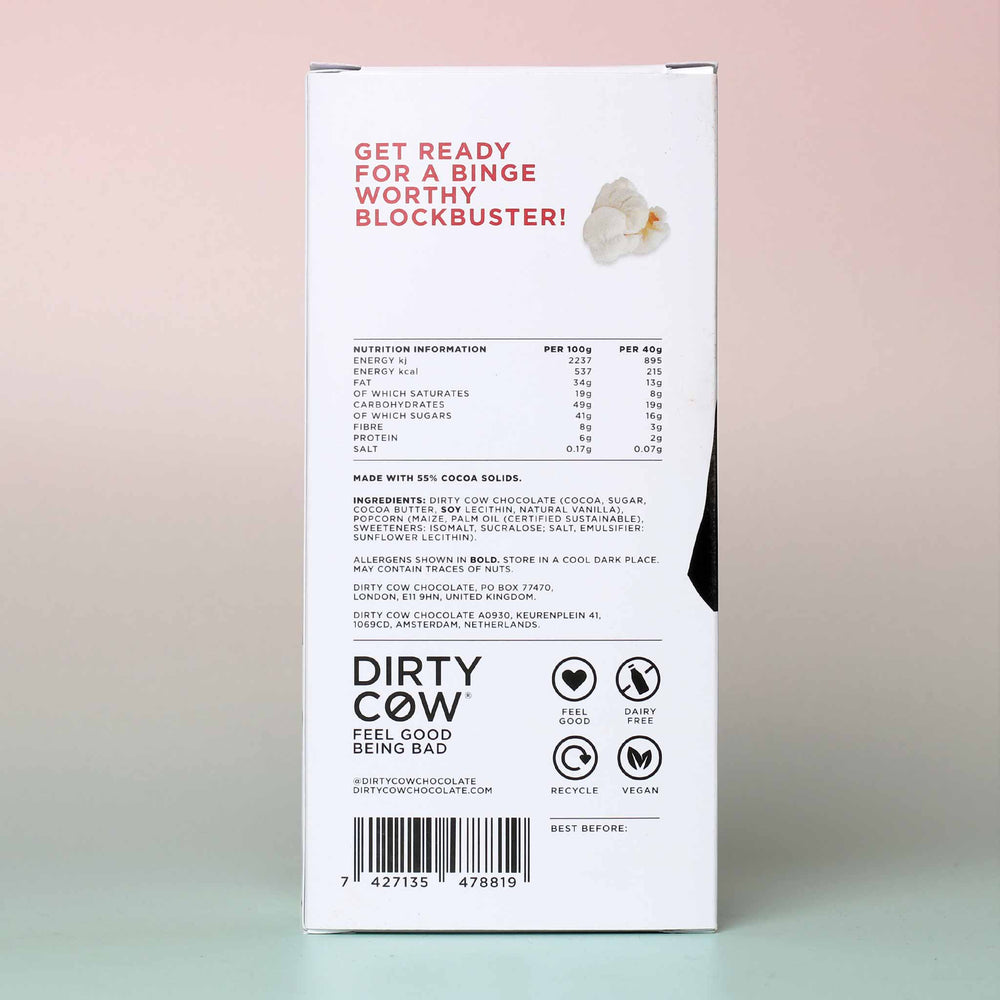 GET READY
FOR A BINGE
WORTHY
BLOCKBUSTER!
NUTRITION INFORMATION PER 100g PER 40g
ENERGY kj 2237 895
ENERGY kcal 537 215
FAT 34g 13g
OF WHICH SATURATES 19g 8g
CARBOHYDRATES 49g 19g
OF WHICH SUGARS 41g 16g
FIBRE 8g 3g
PROTEIN 6g 2g
SALT 0.17g 0.07g
MADE WITH 55% COCOA SOLIDS.
INGREDIENTS: DIRTY COW CHOCOLATE (COCOA, SUGAR,
COCOA BUTTER, SOY LECITHIN, NATURAL VANILLA),
POPCORN (MAIZE, PALM OIL (CERTIFIED SUSTAINABLE),
SWEETENERS: ISOMALT, SUCRALOSE; SALT, EMULSIFIER:
SUNFLOWER LECITHIN).
ALLERGENS SHOWN IN BOLD. STORE IN A COOL DARK PLACE.
MAY CONTAIN TRACES OF NUTS.
DIRTY COW CHOCOLATE, PO BOX 77470,
LONDON, E11 9HN, UNITED KINGDOM.
DIRTY COW CHOCOLATE A0930, KEURENPLEIN 41,
1069CD, AMSTERDAM, NETHERLANDS.
DIRTY
CØW®
FEEL GOOD
BEING BAD
@DIRTYCOWCHOCOLATE
DIRTYCOWCHOCOLATE.COM
FEEL
GOOD
DAIRY
FREE
RECYCLE
VEGAN
BEST BEFORE:
7 427135 478819